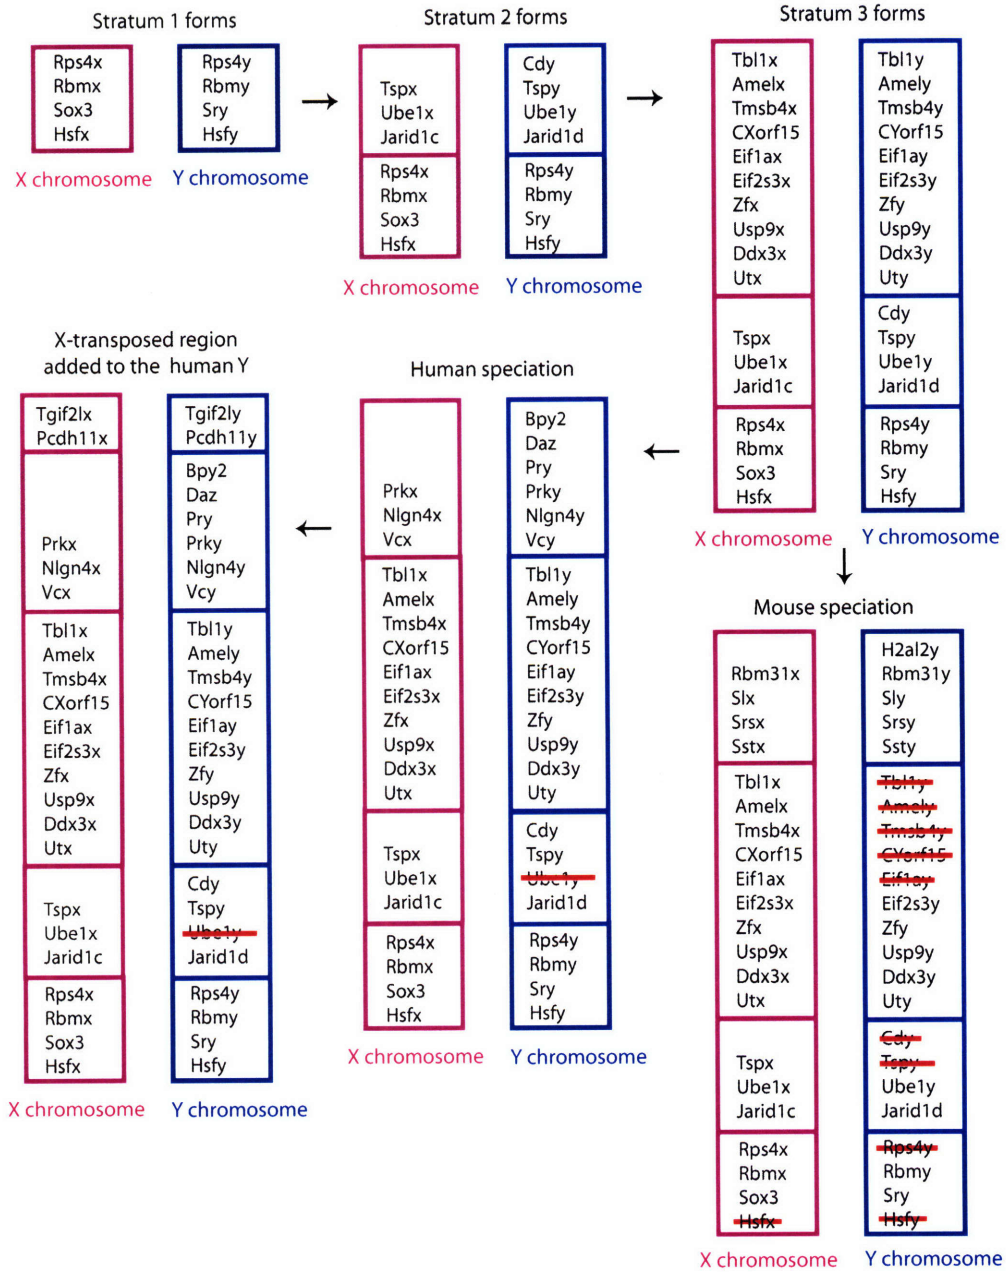 Stratum 1 forms
Rps4x
Rbmx
Sox3
Hsfx
X chromosome
Rps4y
Rbmy
Sry
Hsfy
Y chromosome
Stratum 2 forms
Tspx
Ube1x
Jarid1c
Rps4x
Rbmx
Sox3
Hsfx
X chromosome
Cdy
Tspy
Ube1y
Jarid1d
Rps4y
Rbmy
Sry
Hsfy
Y chromosome
Stratum 3 forms
Tbl1x
Amelx
Tmsb4x
CXorf15
Eif1ax
Eif2s3x
Zfx
Usp9x
Ddx3x
Utx
Tspx
Ube1x
Jarid1c
Rps4x
Rbmx
Sox3
Hsfx
X chromosome
Tbl1y
Amely
Tmsb4y
CYorf15
Eif1ay
Eif2s3y
Zfy
Usp9y
Ddx3y
Uty
Cdy
Tspy
Ube1y
Jarid1d
Rps4y
Rbmy
Sry
Hsfy
Y chromosome
X-transposed region
added to the human Y
Tgif2lx
Pcdh11x
Prkx
Nlgn4x
Vcx
Tbl1x
Amelx
Tmsb4x
CXorf15
Eif1ax
Eif2s3x
Zfx
Usp9x
Ddx3x
Utx
Tspx
Ube1x
Jarid1c
Rps4x
Rbmx
Sox3
Hsfx
X chromosome
Tgif2ly
Pcdh11y
Bpy2
Daz
Pry
Prky
Nlgn4y
Vcy
Tbl1y
Amely
Tmsb4y
CYorf15
Eif1ay
Eif2s3y
Zfy
Usp9y
Ddx3y
Uty
Cdy
Tspy
Ube1y
Jarid1d
Rps4y
Rbmy
Sry
Hsfy
Y chromosome
Human speciation
Prkx
Nlgn4x
Vcx
Tbl1x
Amelx
Tmsb4x
CXorf15
Eif1ax
Eif2s3x
Zfx
Usp9x
Ddx3x
Utx
Tspx
Ube1x
Jarid1c
Rps4x
Rbmx
Sox3
Hsfx
X chromosome
Bpy2
Daz
Pry
Prky
Nlgn4y
Vcy
Tbl1y
Amely
Tmsb4y
CYorf15
Eif1ay
Eif2s3y
Zfy
Usp9y
Ddx3y
Uty
Cdy
Tspy
Ube1y
Jarid1d
Rps4y
Rbmy
Sry
Hsfy
Y chromosome
Mouse speciation
Rbm31x
Slx
Srsx
Sstx
Tbl1x
Amelx
Tmsb4x
CXorf15
Eif1ax
Eif2s3x
Zfx
Usp9x
Ddx3x
Utx
Tspx
Ube1x
Jarid1c
Rps4x
Rbmx
Sox3
Hsfx
X chromosome
H2al2y
Rbm31y
Sly
Srsy
Ssty
Tbl1y
Amely
Tmsb4y
CYorf15
Eif1ay
Eif2s3y
Zfy
Usp9y
Ddx3y
Uty
Cdy
Tspy
Ube1y
Jarid1d
Rps4y
Rbmy
Sry
Hsfy
Y chromosome